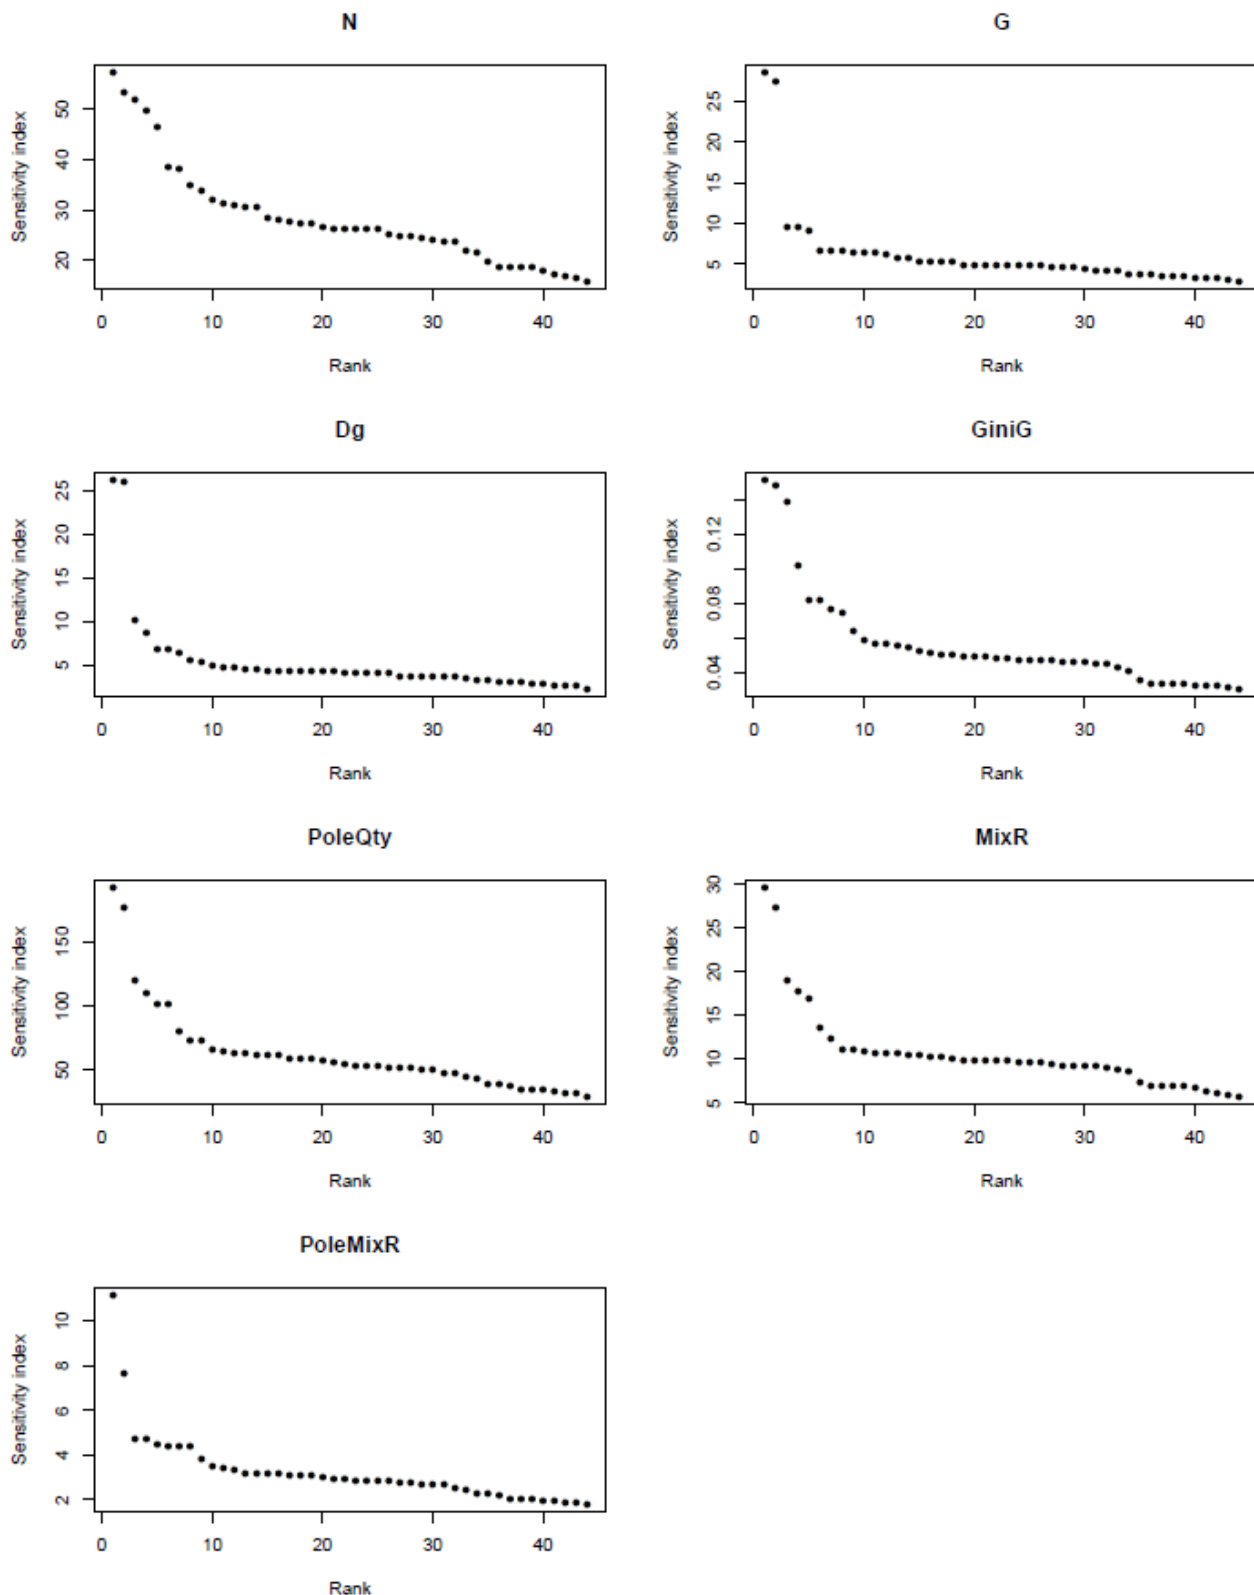 N
Sensitivity index
50
40
30
20
0 10 20 30 40
Rank
G
Sensitivity index
25
20
15
10
5
0 10 20 30 40
Rank
Dg
Sensitivity index
25
20
15
10
5
0 10 20 30 40
Rank
GiniG
Sensitivity index
0.12
0.08
0.04
0 10 20 30 40
Rank
PoleQty
Sensitivity index
150
100
50
0 10 20 30 40
Rank
MixR
Sensitivity index
30
25
20
15
10
5
0 10 20 30 40
Rank
PoleMixR
Sensitivity index
10
8
6
4
2
0 10 20 30 40
Rank